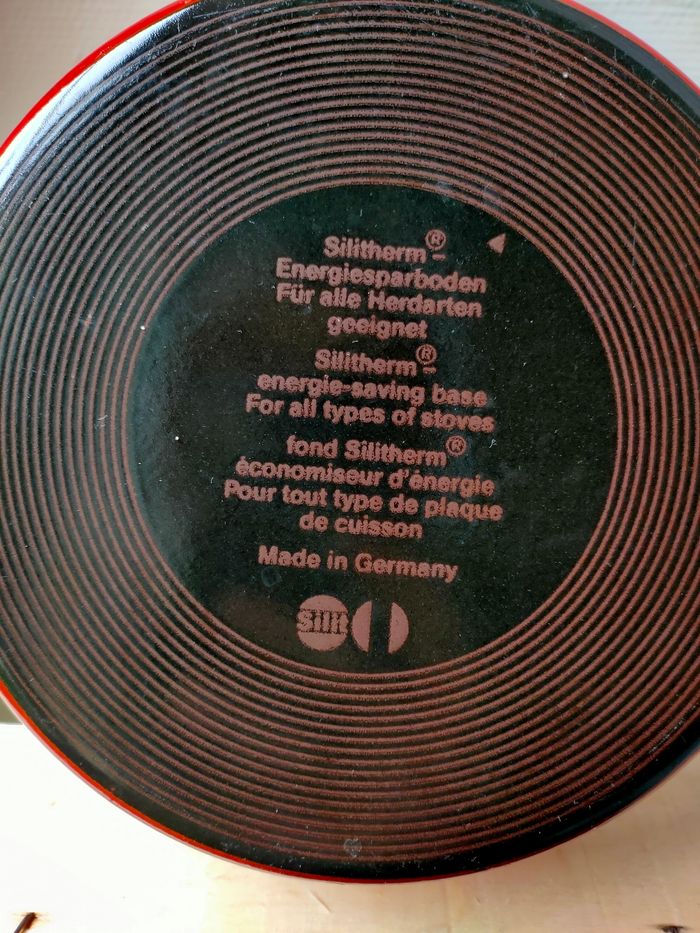 Silitherm®-
Energiesparboden
Für alle Herdarten
geeignet
Silitherm®-
energie-saving base
For all types of stoves
fond Silitherm®
économiseur d'énergie
Pour tout type de plaque
de cuisson
Made in Germany
Silit